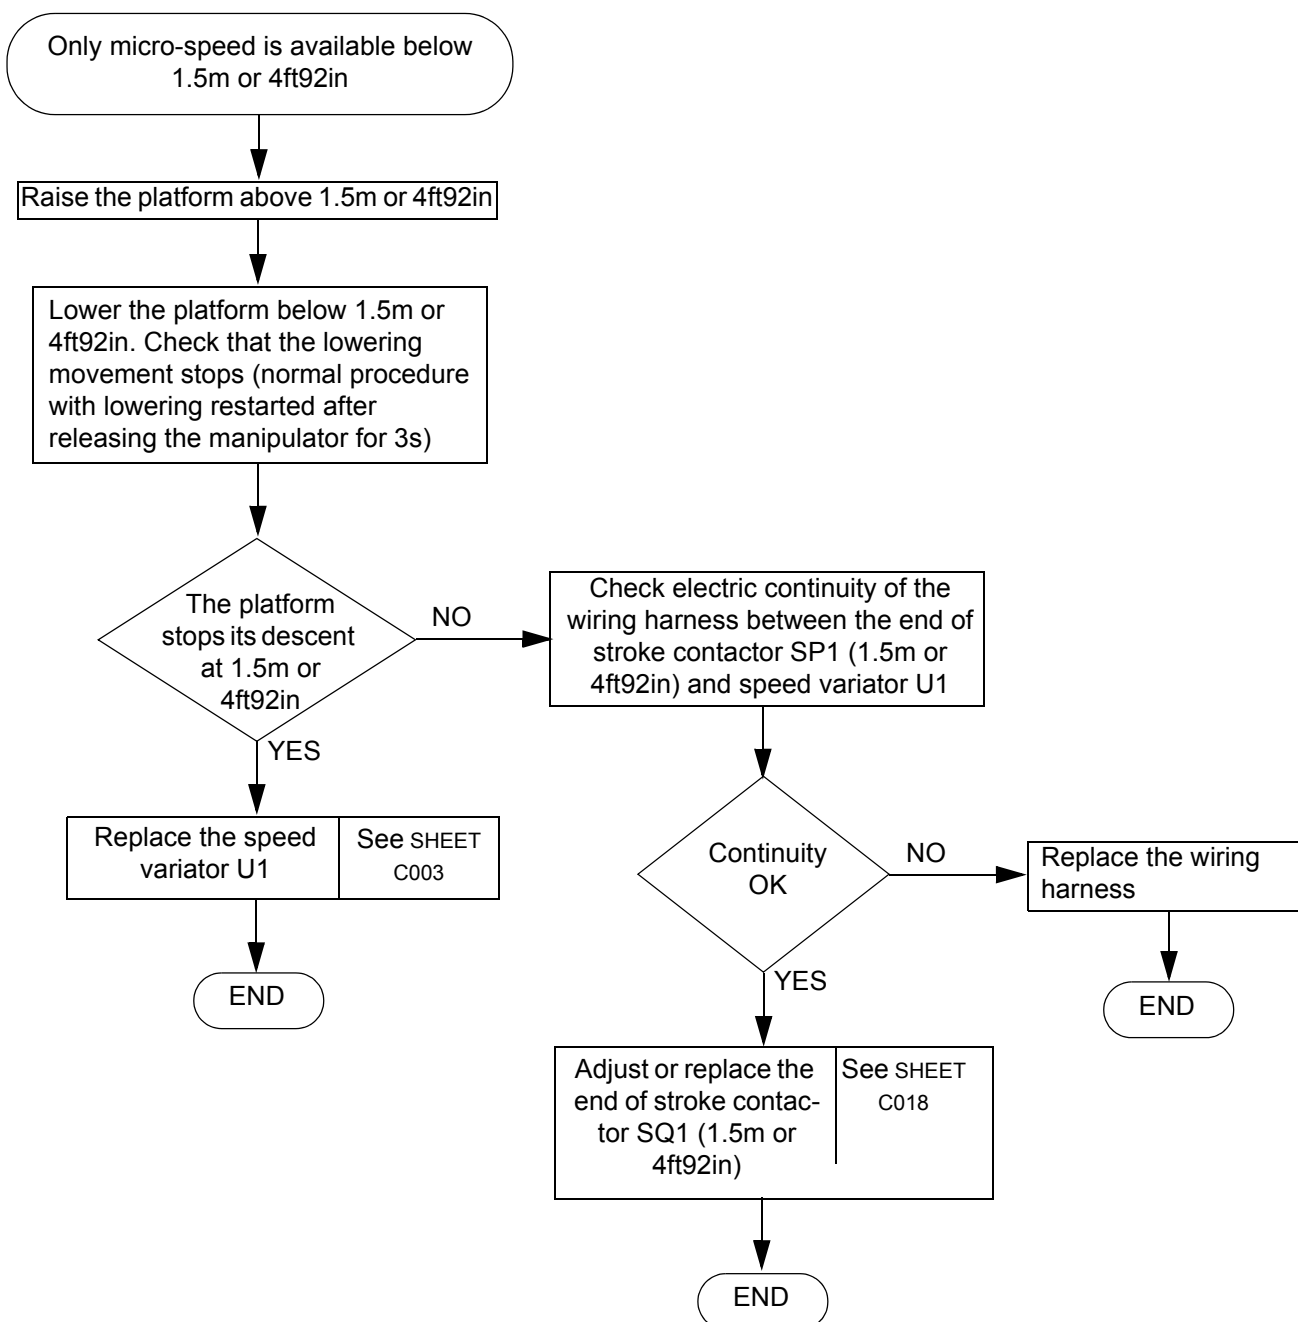 Only micro-speed is available below
1.5m or 4ft92in
Raise the platform above 1.5m or 4ft92in
Lower the platform below 1.5m or
4ft92in. Check that the lowering
movement stops (normal procedure
with lowering restarted after
releasing the manipulator for 3s)
The platform
stops its descent
at 1.5m or
4ft92in
NO
Check electric continuity of the
wiring harness between the end of
stroke contactor SP1 (1.5m or
4ft92in) and speed variator U1
YES
Replace the speed
variator U1
See SHEET
C003
END
Continuity
OK
NO
Replace the wiring
harness
END
YES
Adjust or replace the
end of stroke contac-
tor SQ1 (1.5m or
4ft92in)
See SHEET
C018
END